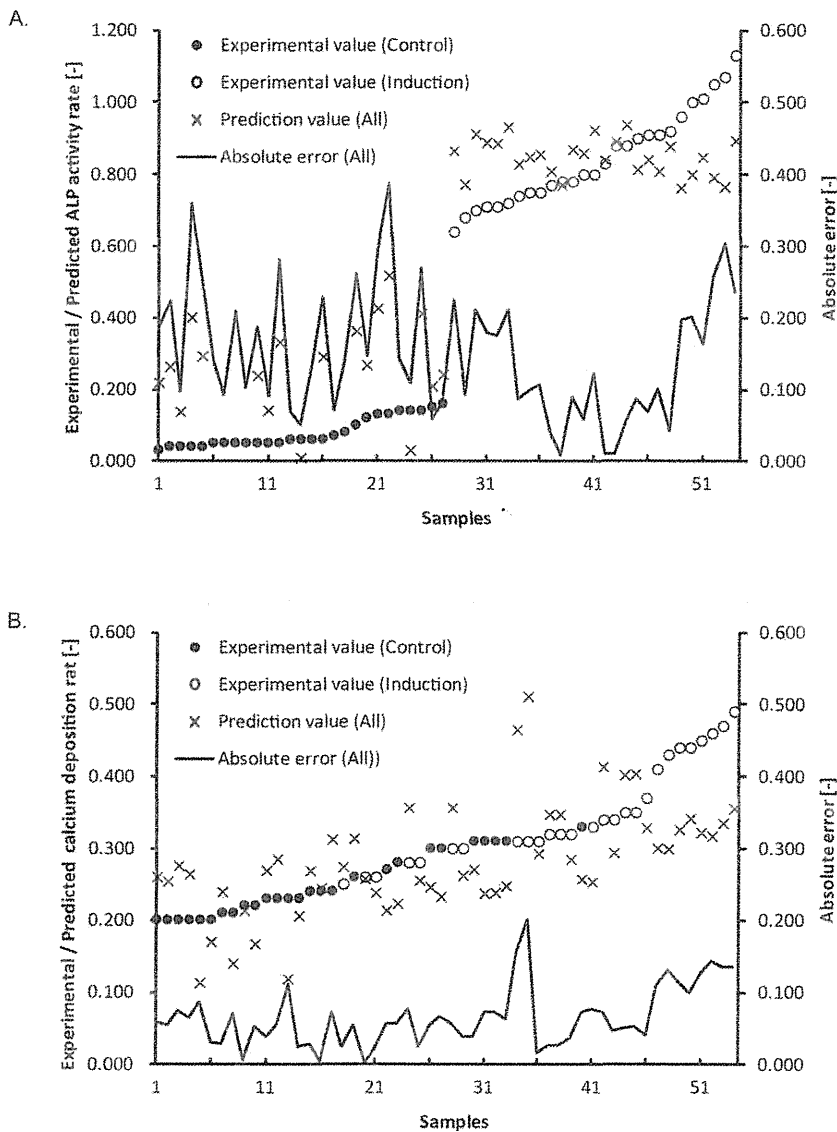 A.
1.200
1.000
0.800
0.600
0.400
0.200
0.000
Experimental / Predicted ALP activity rate [-]
Experimental value (Control)
Experimental value (Induction)
Prediction value (All)
Absolute error (All)
0.600
0.500
0.400
0.300
0.200
0.100
0.000
Absolute error [-]
1 11 21 31 41 51
Samples
B.
0.600
0.500
0.400
0.300
0.200
0.100
0.000
Experimental / Predicted calcium deposition rat [-]
Experimental value (Control)
Experimental value (Induction)
Prediction value (All)
Absolute error (All))
0.600
0.500
0.400
0.300
0.200
0.100
0.000
Absolute error [-]
1 11 21 31 41 51
Samples